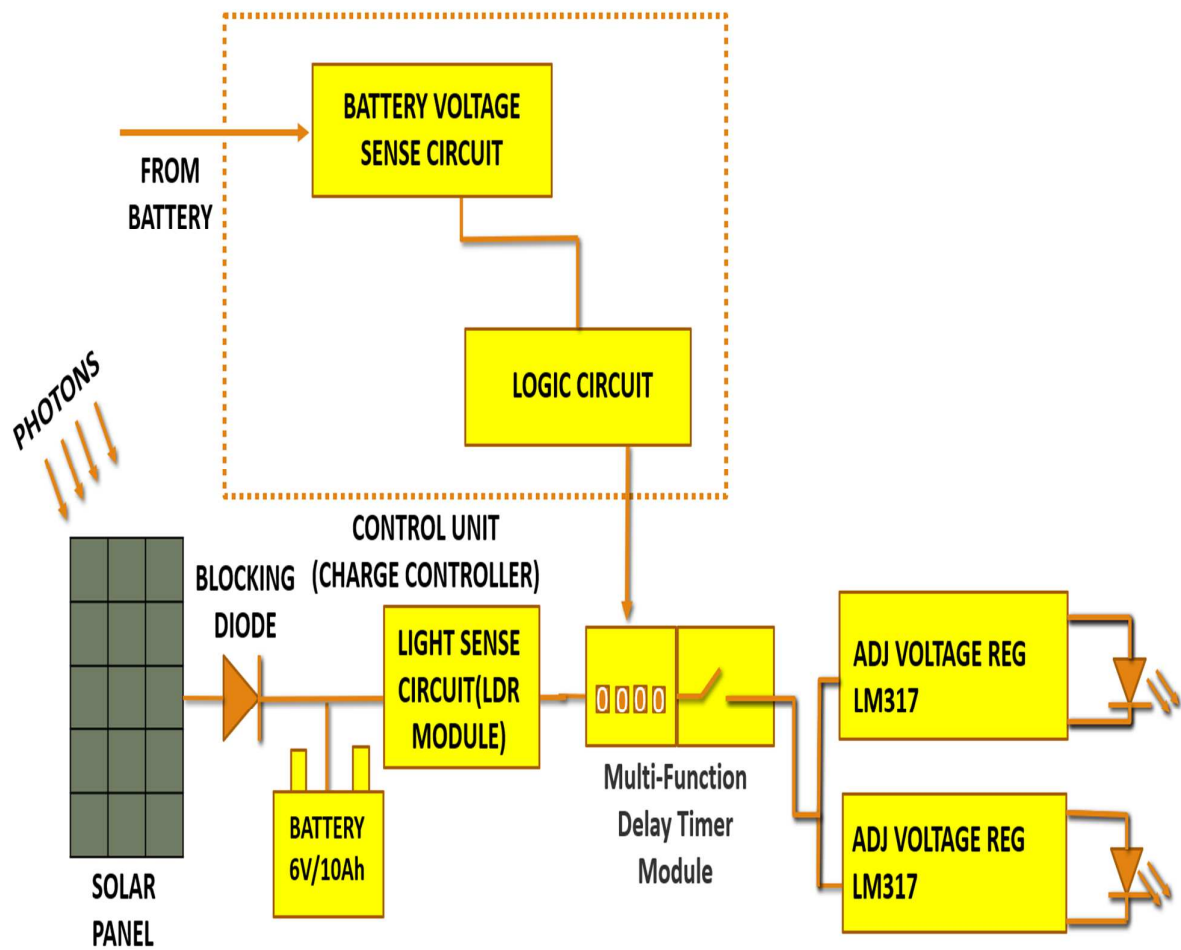 BATTERY VOLTAGE
SENSE CIRCUIT
FROM
BATTERY
LOGIC CIRCUIT
PHOTONS
CONTROL UNIT
(CHARGE CONTROLLER)
BLOCKING
DIODE
LIGHT SENSE
CIRCUIT(LDR
MODULE)
0000
ADJ VOLTAGE REG
LM317
Multi-Function
Delay Timer
Module
BATTERY
6V/10Ah
ADJ VOLTAGE REG
LM317
SOLAR
PANEL